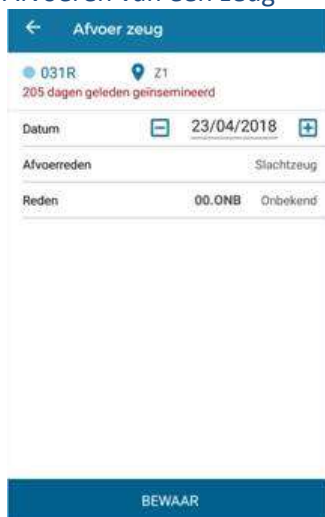 Afvoeren van een zeug
← Afvoer zeug
031R Z1
205 dagen geleden geïnsemineerd
Datum 23/04/2018
Afvoerreden Slachtzeug
Reden 00.ONB Onbekend
BEWAAR